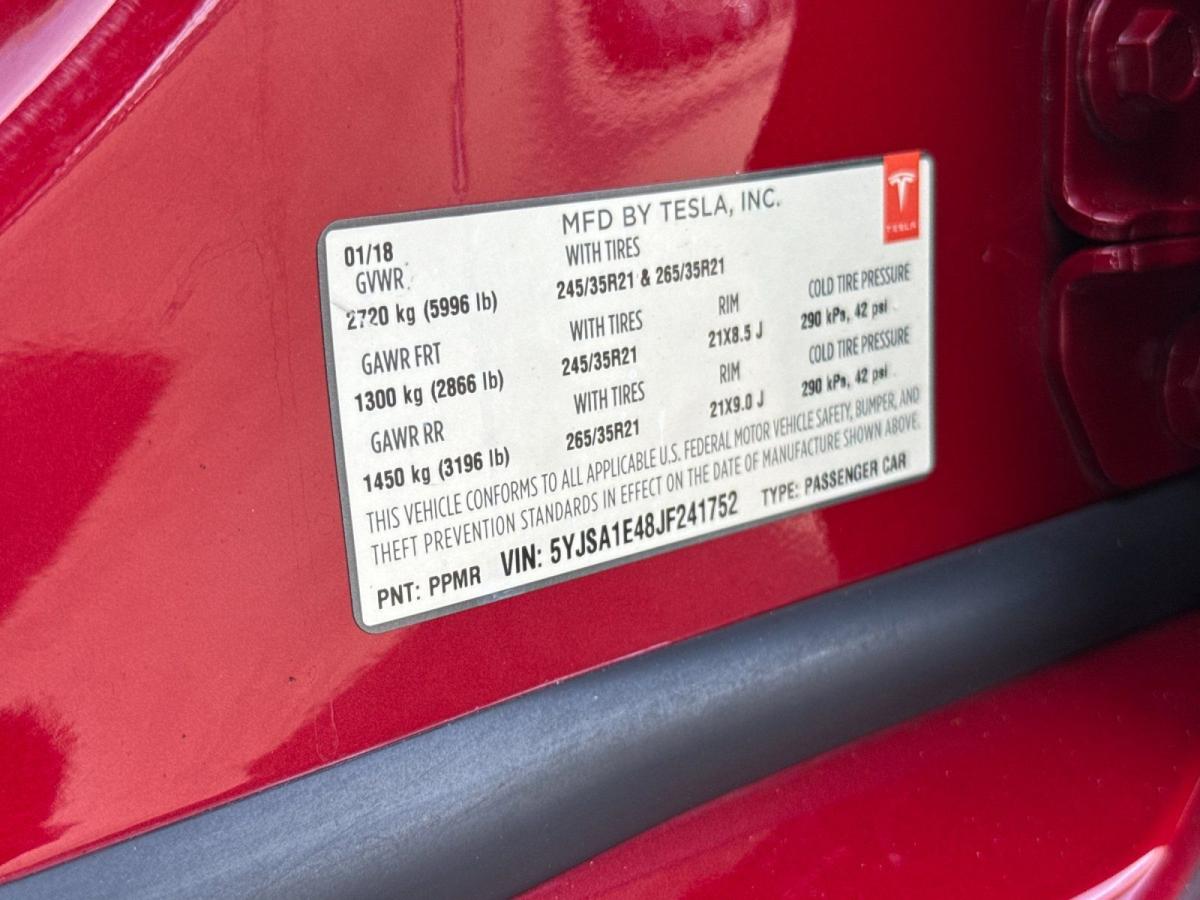 MFD BY TESLA, INC.
TESLA
01/18
GVWR
WITH TIRES
2720 kg (5996 lb)
245/35R21 & 265/35R21
GAWR FRT
WITH TIRES
RIM
COLD TIRE PRESSURE
1300 kg (2866 lb)
245/35R21
21X8.5 J
290 kPa, 42 psi
GAWR RR
WITH TIRES
RIM
COLD TIRE PRESSURE
1450 kg (3196 lb)
265/35R21
21X9.0 J
290 kPa, 42 psi
THIS VEHICLE CONFORMS TO ALL APPLICABLE U.S. FEDERAL MOTOR VEHICLE SAFETY, BUMPER, AND
THEFT PREVENTION STANDARDS IN EFFECT ON THE DATE OF MANUFACTURE SHOWN ABOVE.
PNT: PPMR VIN: 5YJSA1E48JF241752 TYPE: PASSENGER CAR